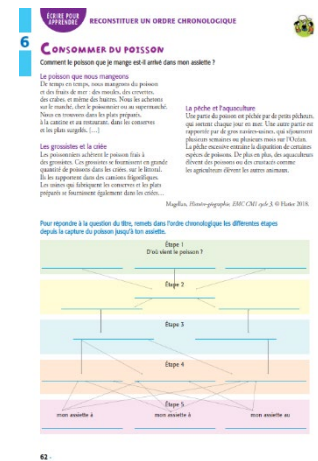 ÉCRIRE POUR
APPRENDRE
RECONSTITUER UN ORDRE CHRONOLOGIQUE
6
CONSOMMER DU POISSON
Comment le poisson que je mange est-il arrivé dans mon assiette ?
Le poisson que nous mangeons
De temps en temps, nous mangeons du poisson
et des fruits de mer : des moules, des crevettes,
des crabes, et même des huîtres. Nous les achetons
sur le marché, chez le poissonnier ou au supermarché.
Nous en trouvons dans les plats préparés,
à la cantine et au restaurant, dans les conserves
et les plats surgelés. […]
Les grossistes et la criée
Les poissonniers achètent le poisson frais à
des grossistes. Ces grossistes se fournissent en grande
quantité de poissons dans les criées, sur le littoral.
Ils les rapportent dans des camions frigorifiques.
Les usines qui fabriquent les conserves et les plats
préparés se fournissent également dans les criées…
La pêche et l'aquaculture
Une partie du poisson est pêchée par de petits pêcheurs,
qui sortent chaque jour en mer. Une autre partie est
rapportée par de gros navires-usines, qui séjournent
plusieurs semaines ou plusieurs mois sur l'Océan.
La pêche excessive entraîne la disparition de certaines
espèces de poissons. De plus en plus, des aquaculteurs
élèvent des poissons ou des crustacés comme
les agriculteurs élèvent les autres animaux.
Magellan, Histoire-géographie, EMC CM1 cycle 3, © Hatier 2018.
Pour répondre à la question du titre, remets dans l'ordre chronologique les différentes étapes
depuis la capture du poisson jusqu'à ton assiette.
Étape 1
D'où vient le poisson ?
Étape 2
Étape 3
Étape 4
Étape 5
mon assiette à
mon assiette à
mon assiette au
62